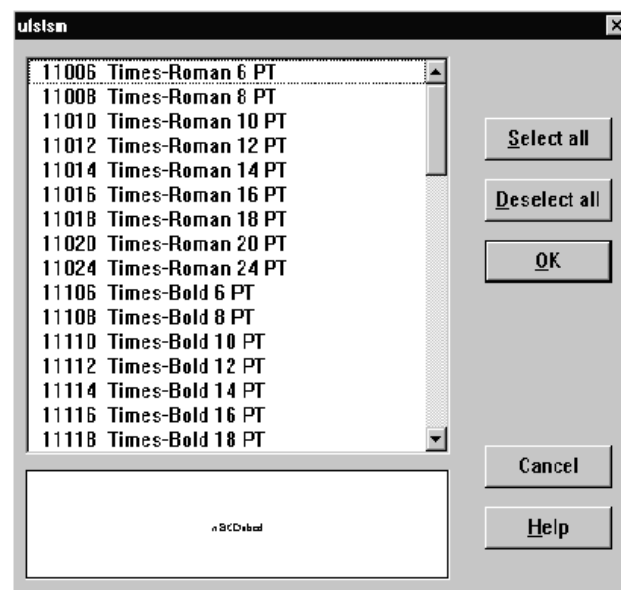 ufsfsm
11006 Times-Roman 6 PT
11008 Times-Roman 8 PT
11010 Times-Roman 10 PT
11012 Times-Roman 12 PT
11014 Times-Roman 14 PT
11016 Times-Roman 16 PT
11018 Times-Roman 18 PT
11020 Times-Roman 20 PT
11024 Times-Roman 24 PT
11106 Times-Bold 6 PT
11108 Times-Bold 8 PT
11110 Times-Bold 10 PT
11112 Times-Bold 12 PT
11114 Times-Bold 14 PT
11116 Times-Bold 16 PT
11118 Times-Bold 18 PT
ABCDabcd
Select all
Deselect all
OK
Cancel
Help